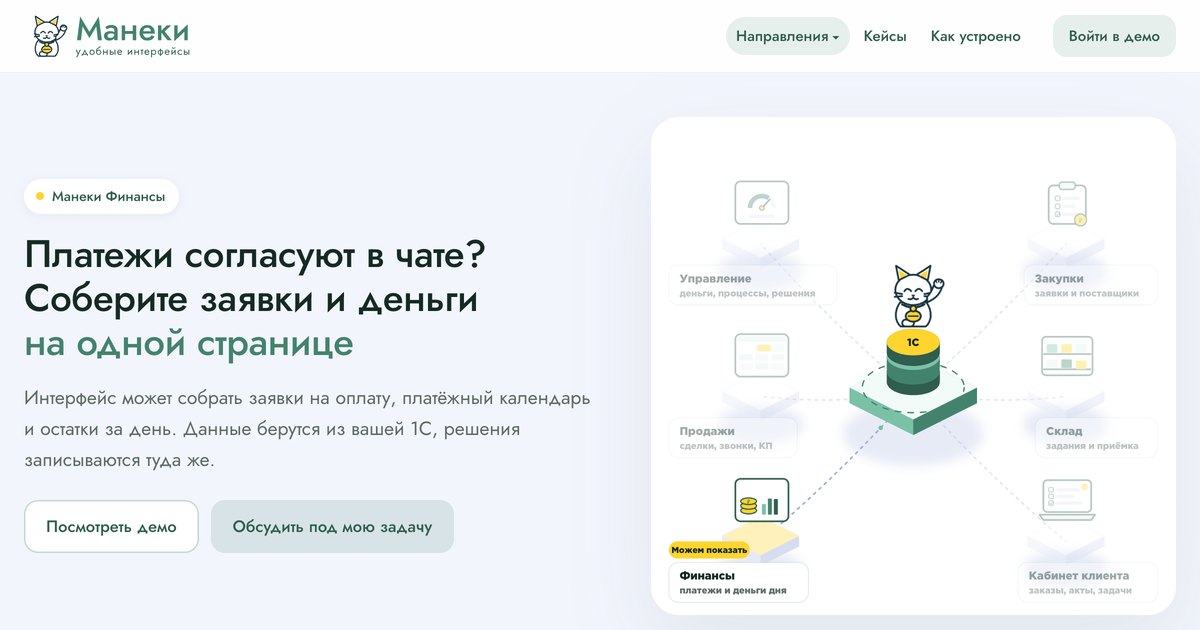 Манеки
удобные интерфейсы
Направления
Кейсы
Как устроено
Войти в демо
Манеки Финансы
Платежи согласуют в чате?
Соберите заявки и деньги
на одной странице
Интерфейс может собрать заявки на оплату, платёжный календарь
и остатки за день. Данные берутся из вашей 1С, решения
записываются туда же.
Посмотреть демо
Обсудить под мою задачу
Управление
деньги, процессы, решения
Закупки
заявки и поставщики
1С
Продажи
сделки, звонки, КП
Склад
задания и приёмка
Можем показать
Финансы
платежи и деньги дня
Кабинет клиента
заказы, акты, задачи